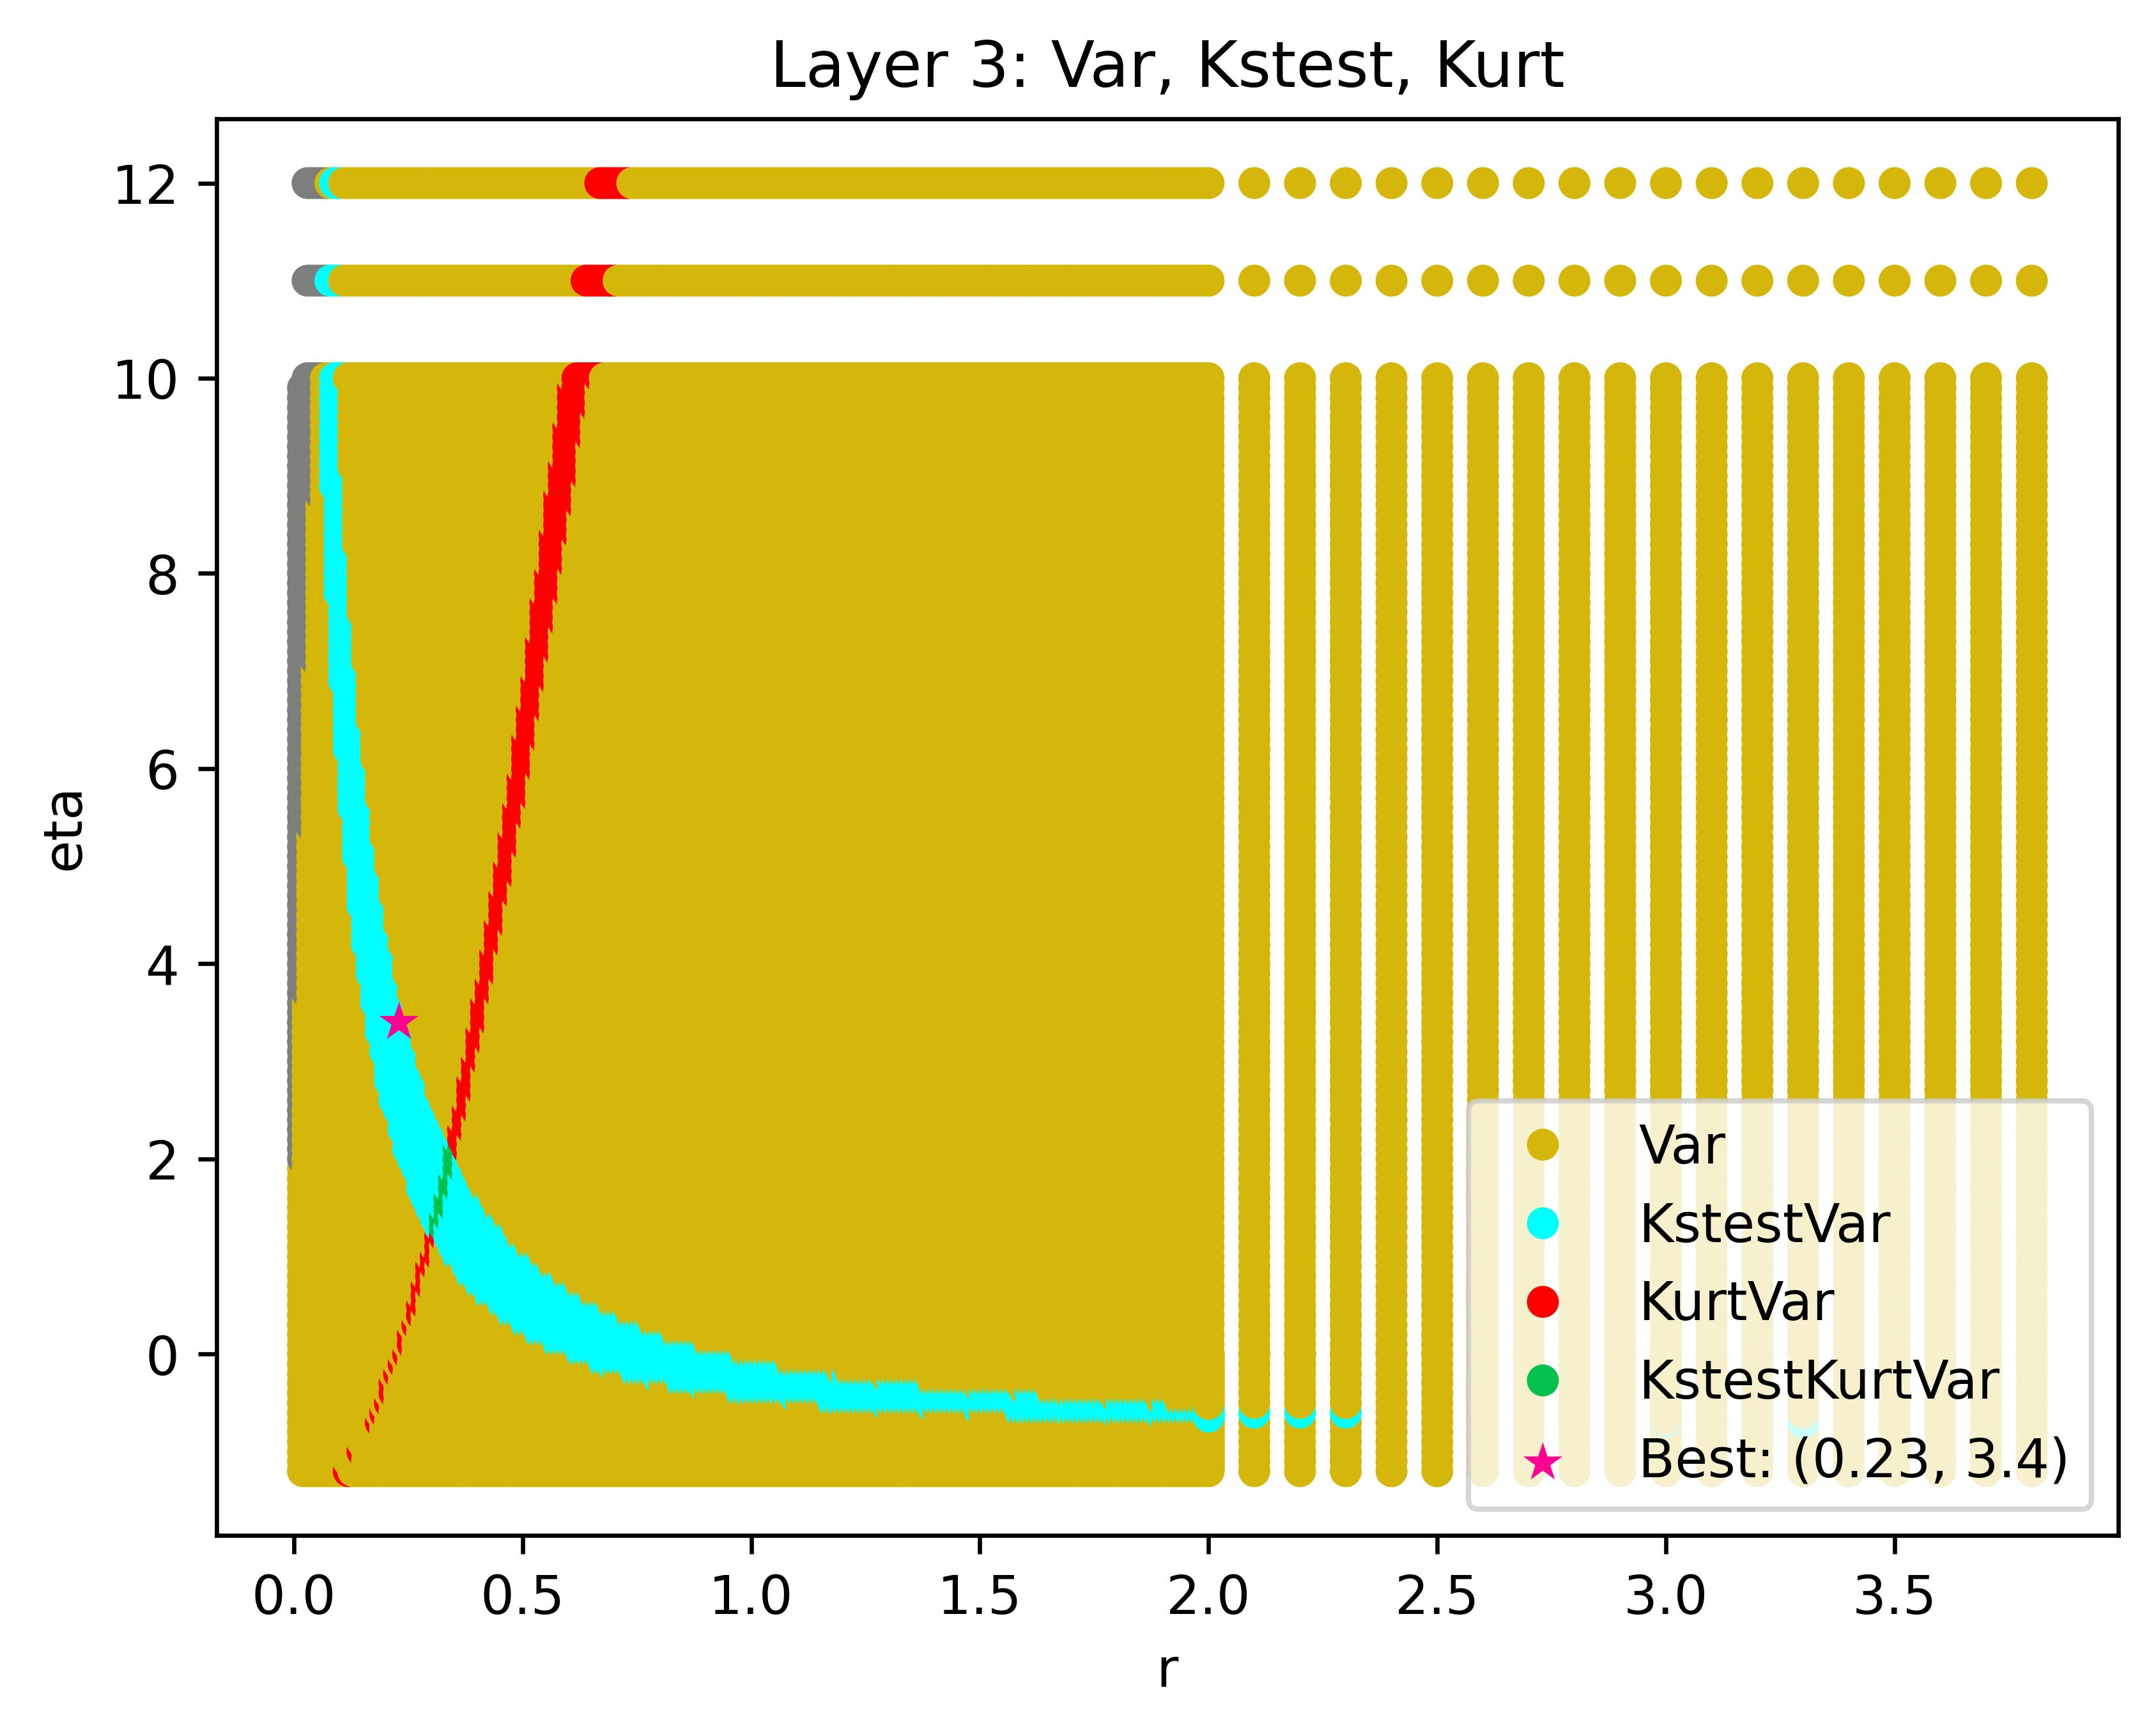 Layer 3: Var, Kstest, Kurt
12
10
8
6
4
2
0
eta
Var
KstestVar
KurtVar
KstestKurtVar
Best: (0.23, 3.4)
0.0 0.5 1.0 1.5 2.0 2.5 3.0 3.5
r